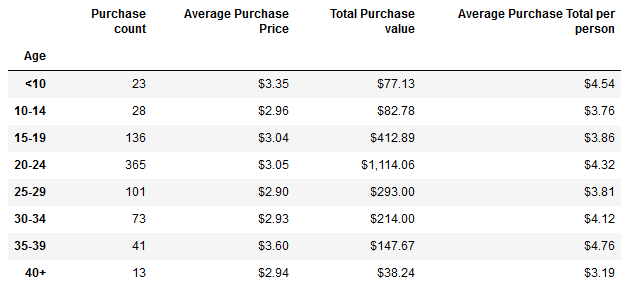 Purchase count Average Purchase Price Total Purchase value Average Purchase Total per person
Age
<10 23 $3.35 $77.13 $4.54
10-14 28 $2.96 $82.78 $3.76
15-19 136 $3.04 $412.89 $3.86
20-24 365 $3.05 $1,114.06 $4.32
25-29 101 $2.90 $293.00 $3.81
30-34 73 $2.93 $214.00 $4.12
35-39 41 $3.60 $147.67 $4.76
40+ 13 $2.94 $38.24 $3.19